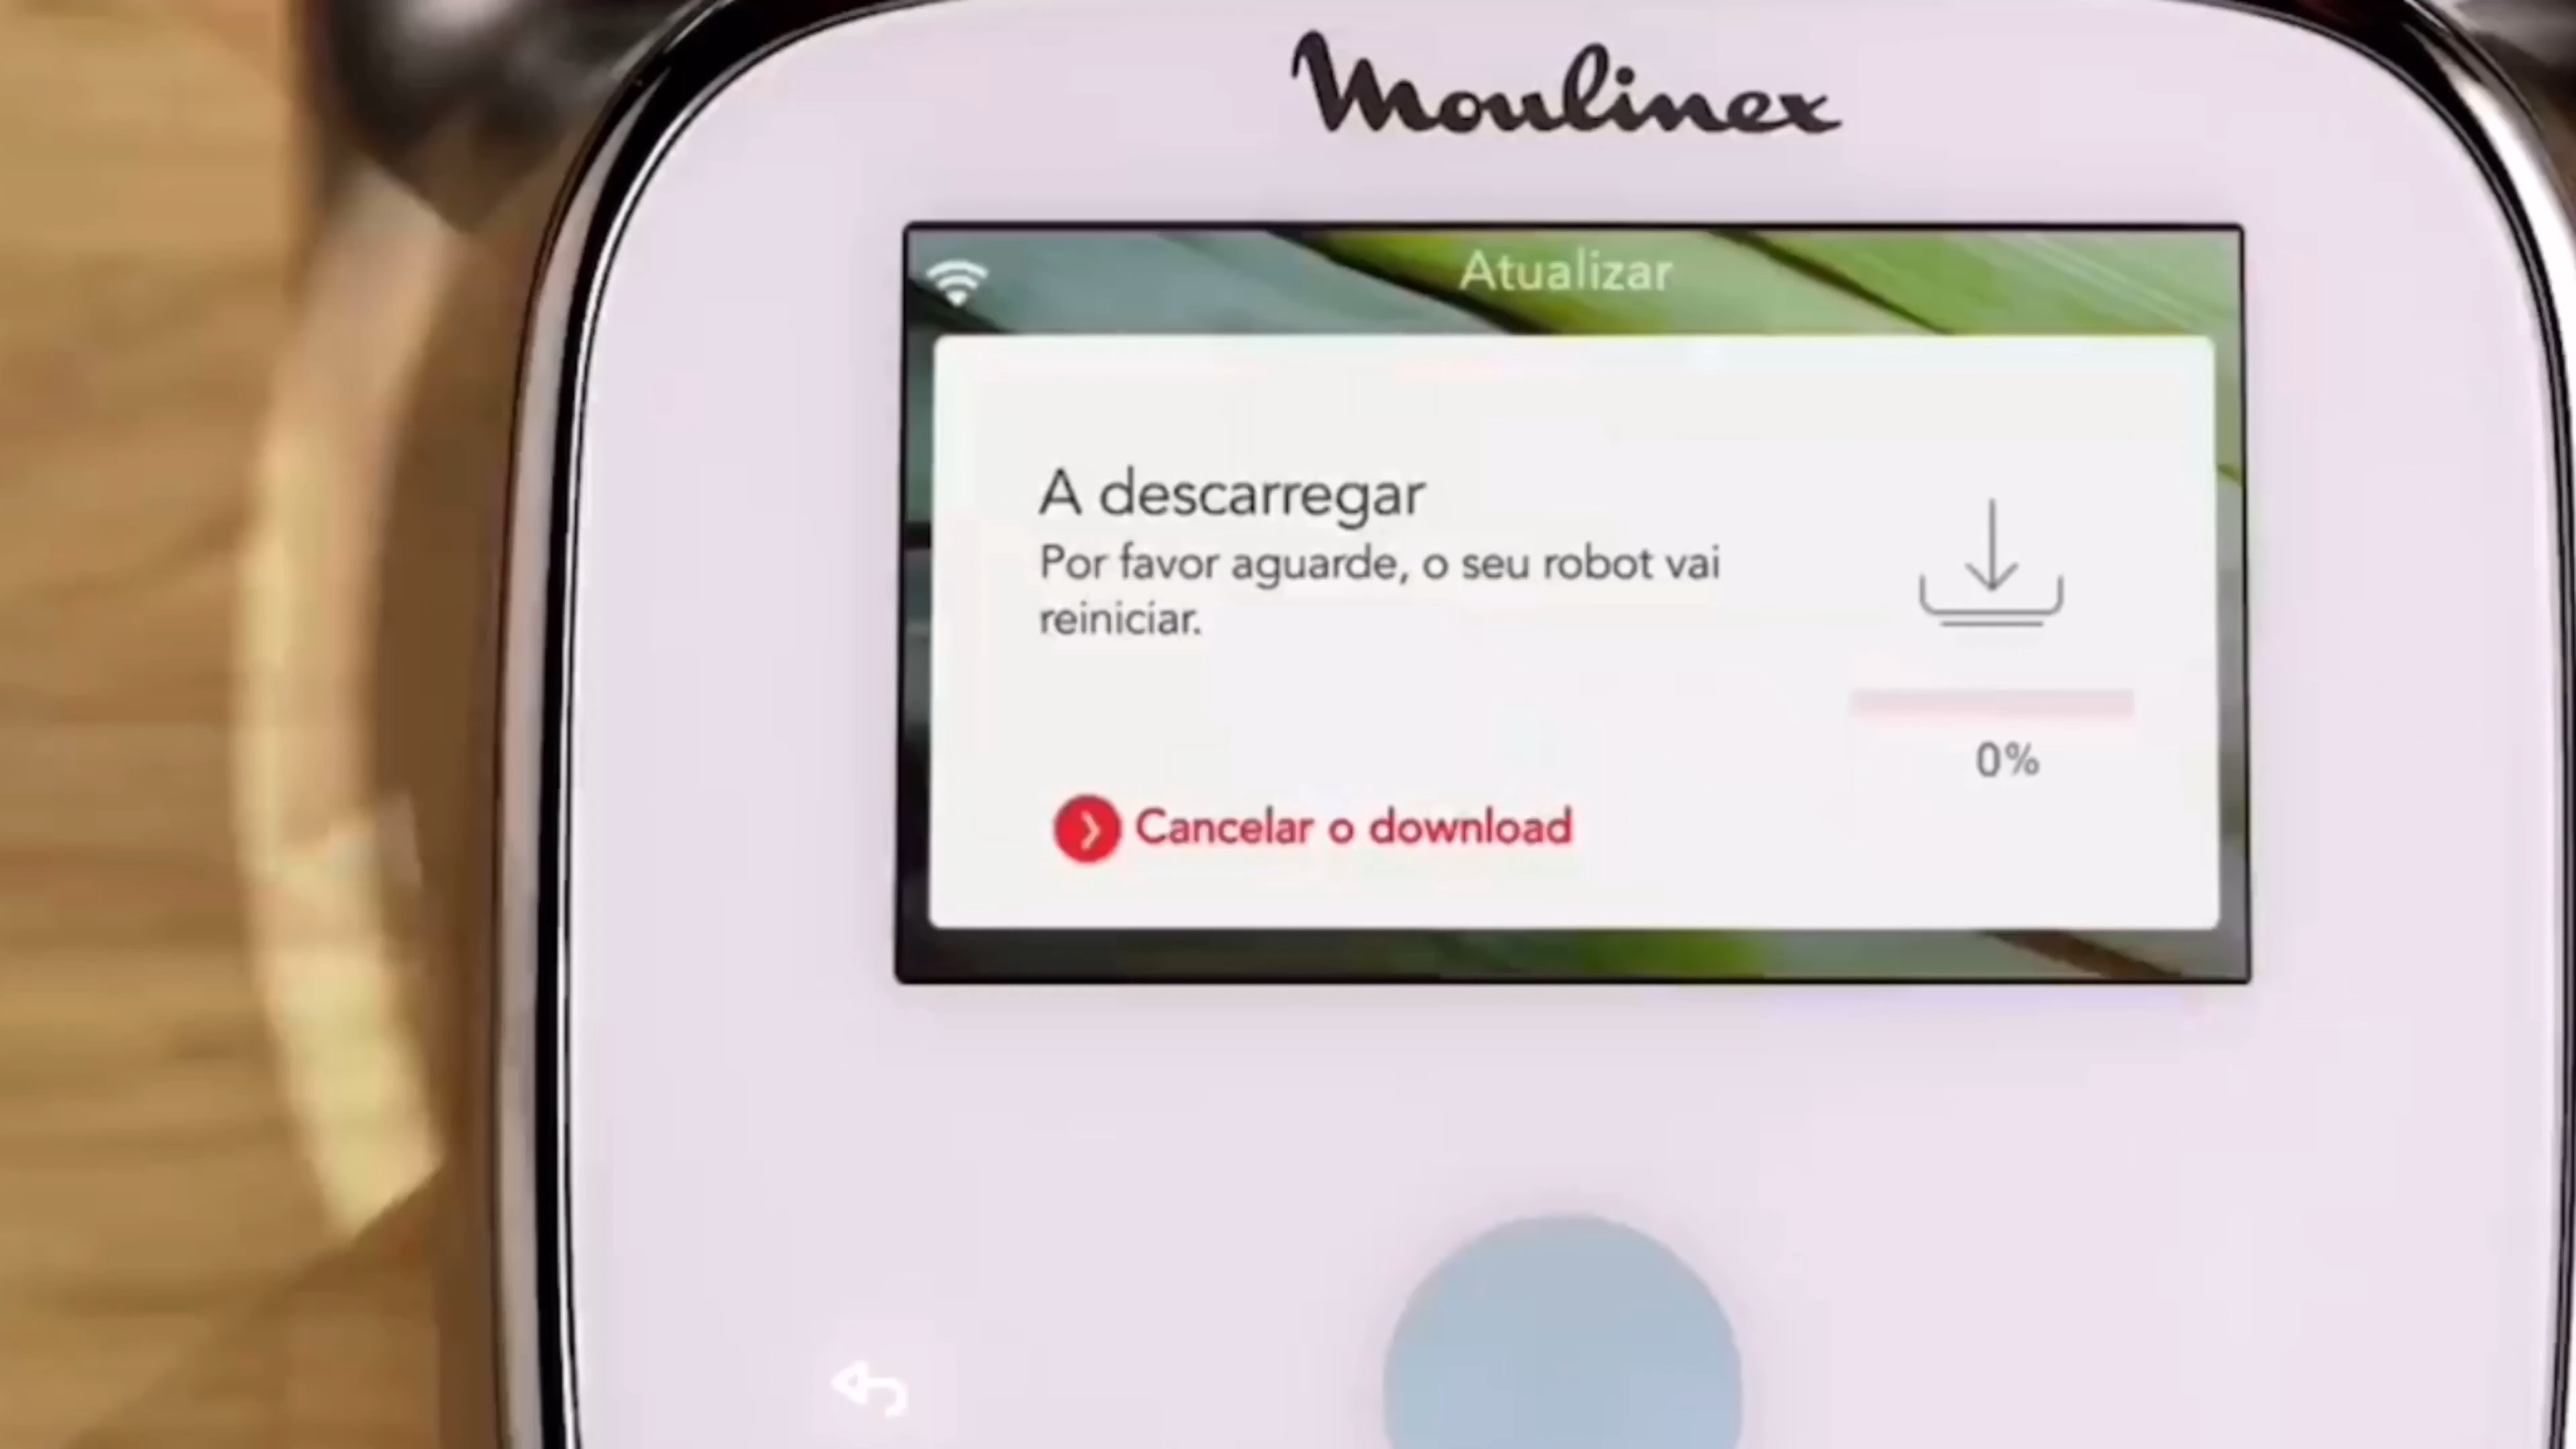 Moulinex
Atualizar
A descarregar
Por favor aguarde, o seu robot vai
reiniciar.
0%
Cancelar o download